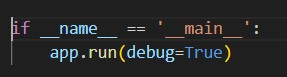 if __name__ == '__main__':
    app.run(debug=True)